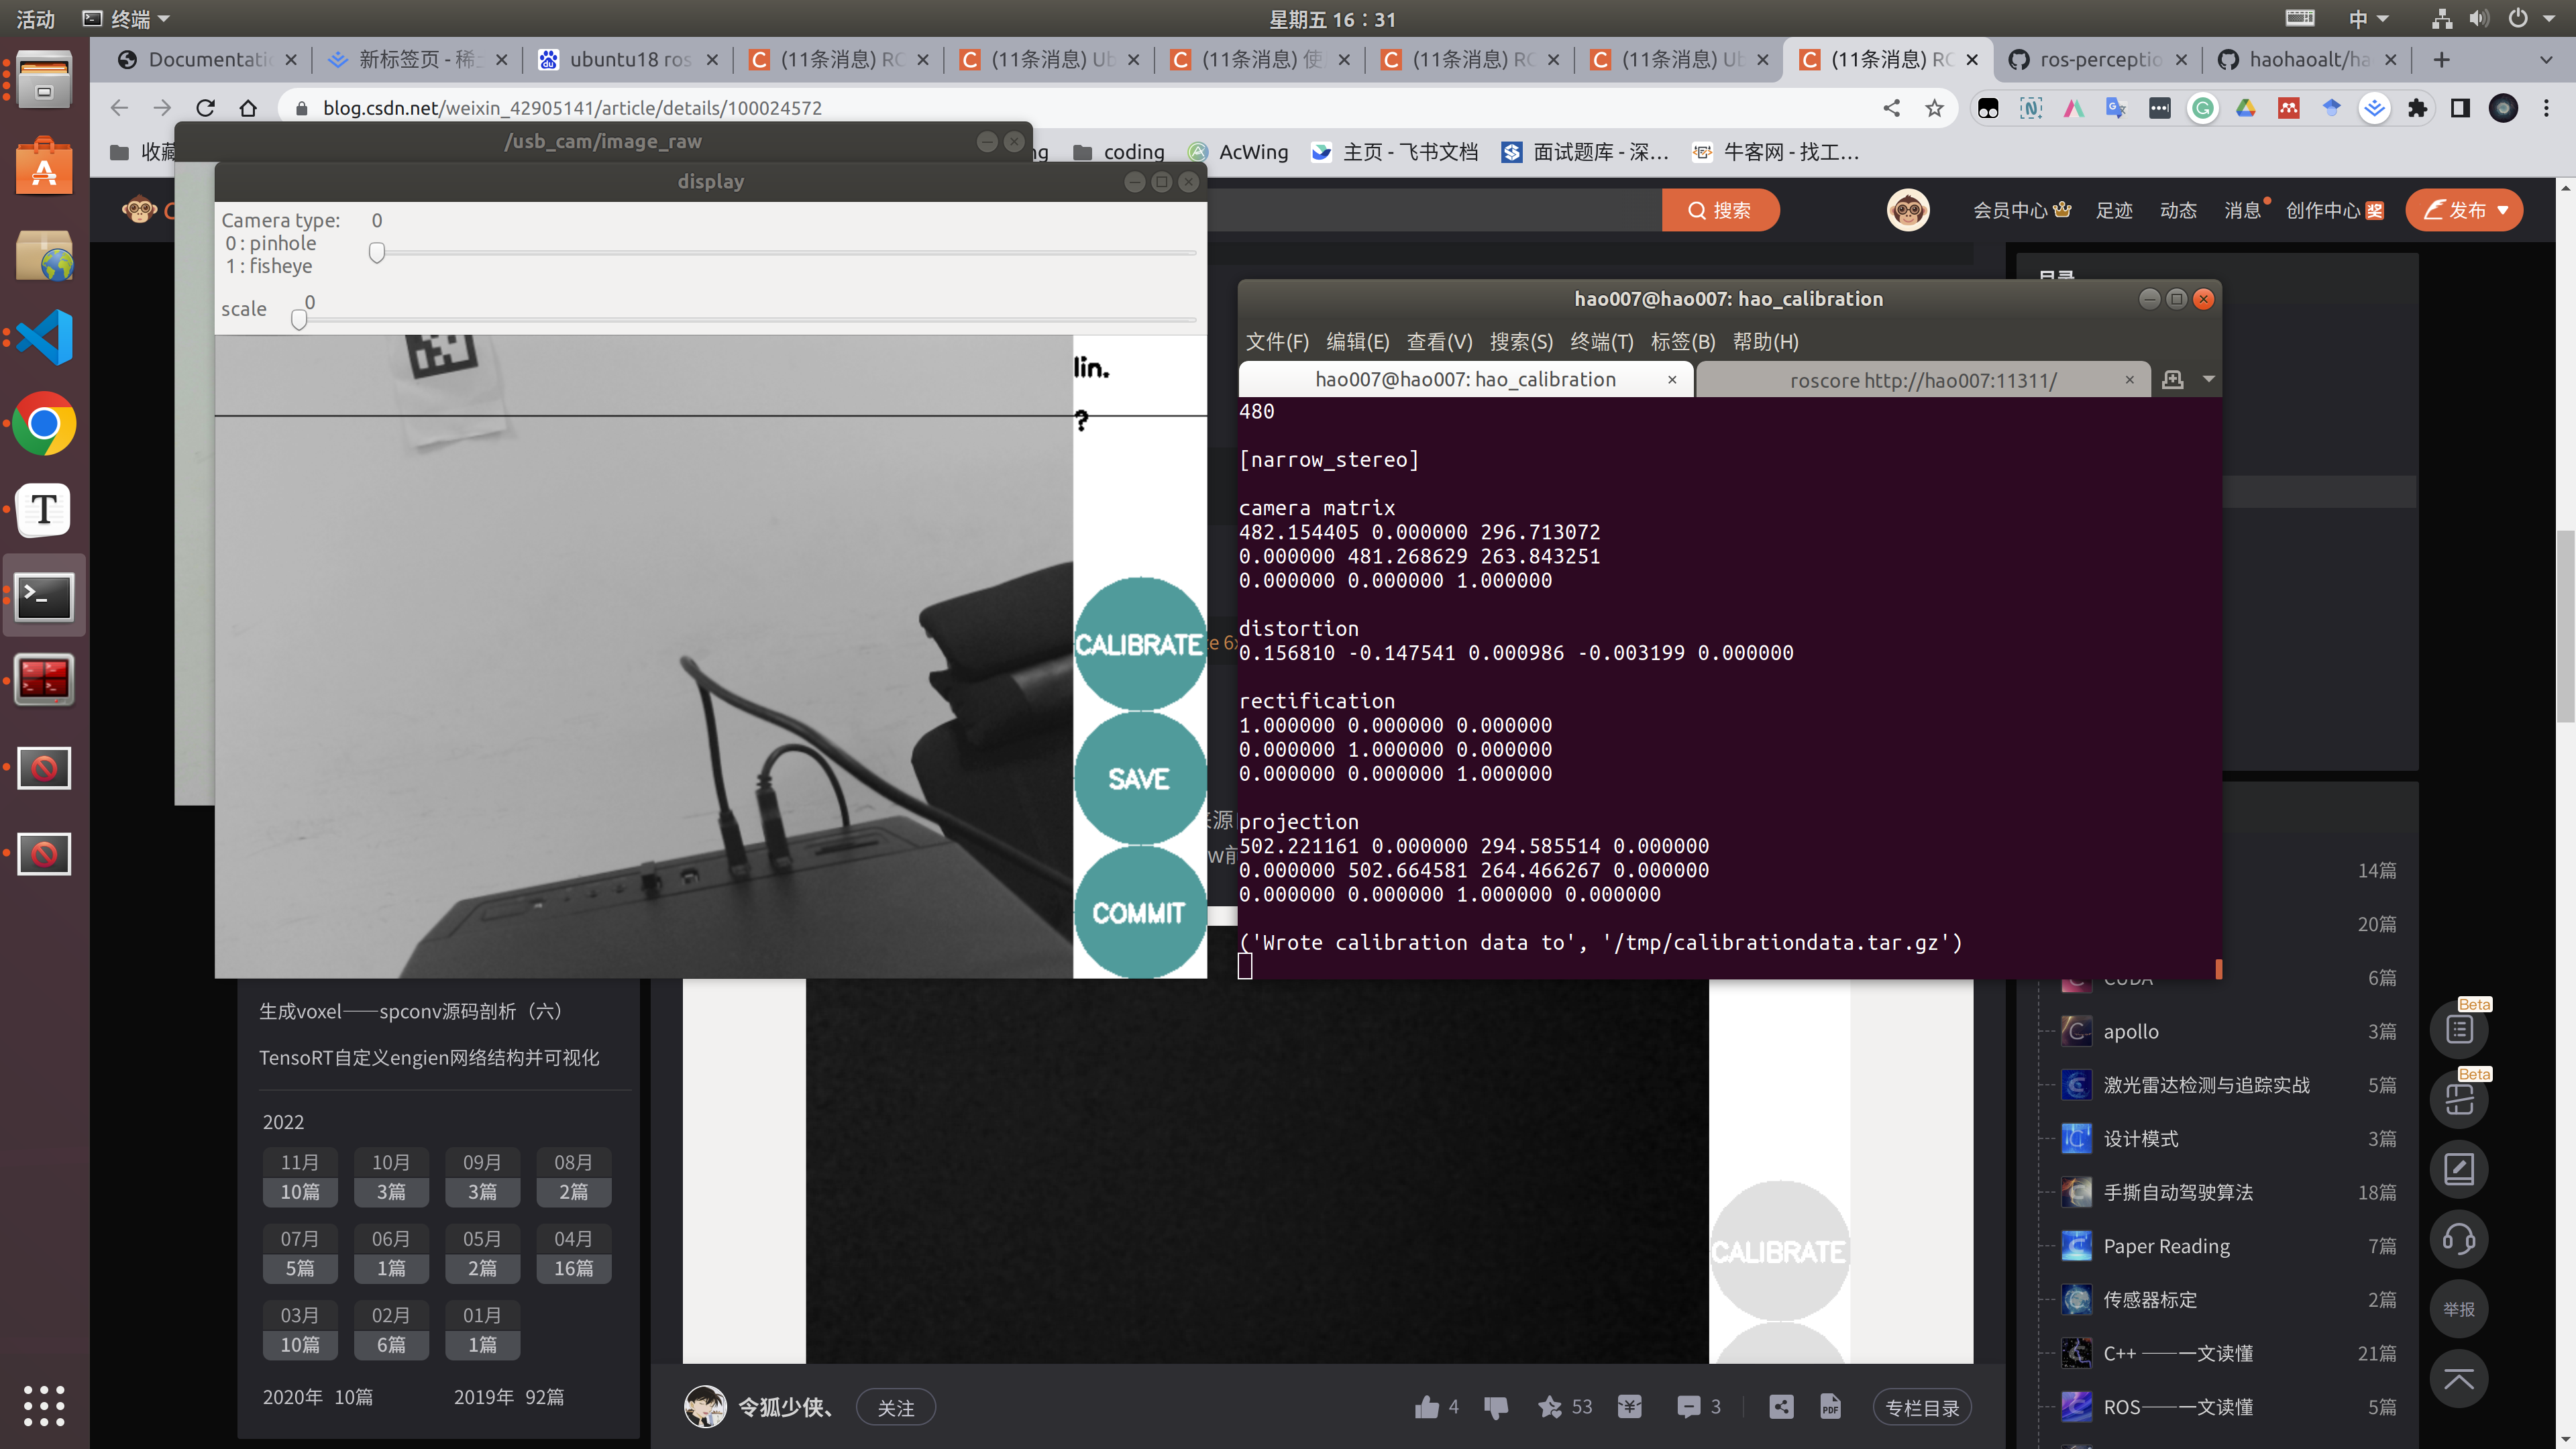 活动
终端
星期五 16：31
中
Documentati
新标签页 - 稀土
ubuntu18 ros
(11条消息) RO
(11条消息) Ub
(11条消息) 使
(11条消息) RO
(11条消息) Ub
(11条消息) RO
ros-perceptio
haohaoalt/ha
blog.csdn.net/weixin_42905141/article/details/100024572
收藏
coding
AcWing
主页 - 飞书文档
面试题库 - 深…
牛客网 - 找工…
/usb_cam/image_raw
display
Camera type:
0 : pinhole
1 : fisheye
0
scale
0
lin.
?
CALIBRATE
SAVE
COMMIT
搜索
会员中心
足迹
动态
消息
创作中心
奖
发布
目录
hao007@hao007: hao_calibration
文件(F) 编辑(E) 查看(V) 搜索(S) 终端(T) 标签(B) 帮助(H)
hao007@hao007: hao_calibration
roscore http://hao007:11311/
480
[narrow_stereo]
camera matrix
482.154405 0.000000 296.713072
0.000000 481.268629 263.843251
0.000000 0.000000 1.000000
distortion
0.156810 -0.147541 0.000986 -0.003199 0.000000
rectification
1.000000 0.000000 0.000000
0.000000 1.000000 0.000000
0.000000 0.000000 1.000000
projection
502.221161 0.000000 294.585514 0.000000
0.000000 502.664581 264.466267 0.000000
0.000000 0.000000 1.000000 0.000000
('Wrote calibration data to', '/tmp/calibrationdata.tar.gz')
生成voxel——spconv源码剖析（六）
TensoRT自定义engien网络结构并可视化
2022
11月
10篇
10月
3篇
09月
3篇
08月
2篇
07月
5篇
06月
1篇
05月
2篇
04月
16篇
03月
10篇
02月
6篇
01月
1篇
2020年 10篇
2019年 92篇
CALIBRATE
令狐少侠、
关注
4
53
3
PDF
专栏目录
14篇
20篇
CUDA
6篇
apollo
3篇
激光雷达检测与追踪实战
5篇
设计模式
3篇
手撕自动驾驶算法
18篇
Paper Reading
7篇
传感器标定
2篇
C++ ——一文读懂
21篇
ROS——一文读懂
5篇
Beta
Beta
举报